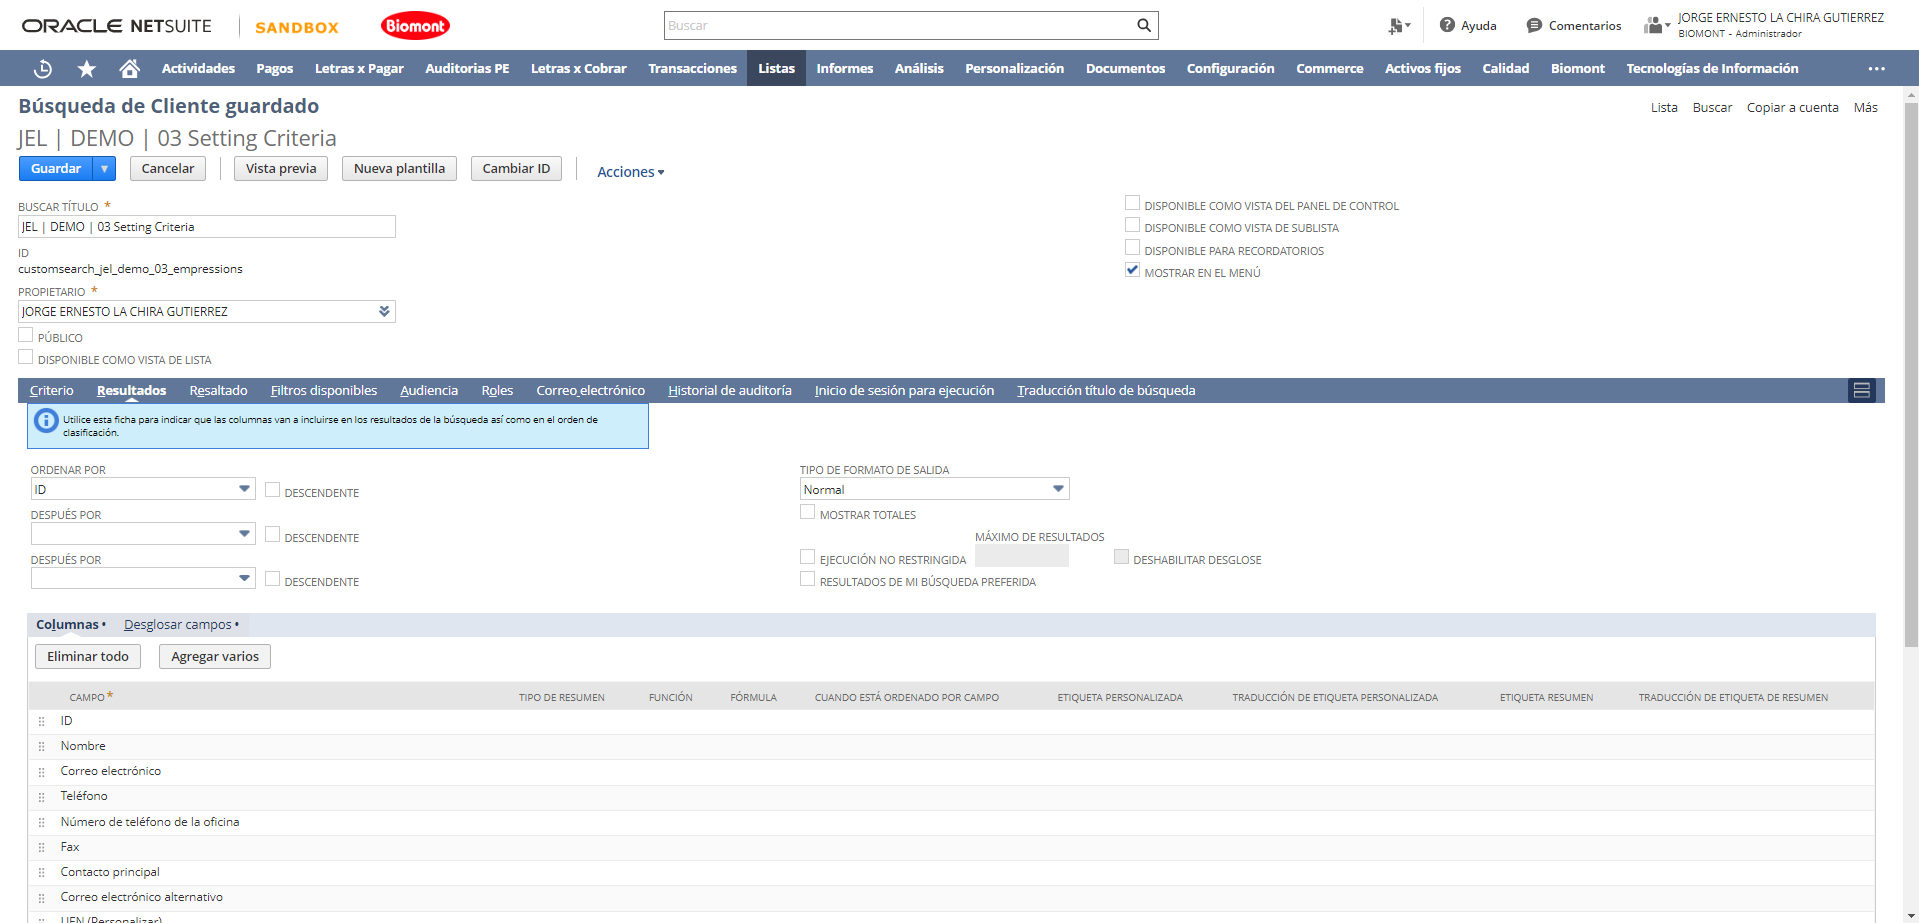 ORACLE NETSUITE
SANDBOX
Biomont
Buscar
Ayuda
Comentarios
JORGE ERNESTO LA CHIRA GUTIERREZ
BIOMONT - Administrador
Actividades
Pagos
Letras x Pagar
Auditorias PE
Letras x Cobrar
Transacciones
Listas
Informes
Análisis
Personalización
Documentos
Configuración
Commerce
Activos fijos
Calidad
Biomont
Tecnologías de Información
Búsqueda de Cliente guardado
Lista
Buscar
Copiar a cuenta
Más
JEL | DEMO | 03 Setting Criteria
Guardar
Cancelar
Vista previa
Nueva plantilla
Cambiar ID
Acciones
BUSCAR TÍTULO *
JEL | DEMO | 03 Setting Criteria
ID
customsearch_jel_demo_03_empressions
PROPIETARIO *
JORGE ERNESTO LA CHIRA GUTIERREZ
PÚBLICO
DISPONIBLE COMO VISTA DE LISTA
DISPONIBLE COMO VISTA DEL PANEL DE CONTROL
DISPONIBLE COMO VISTA DE SUBLISTA
DISPONIBLE PARA RECORDATORIOS
MOSTRAR EN EL MENÚ
Criterio
Resultados
Resaltado
Filtros disponibles
Audiencia
Roles
Correo electrónico
Historial de auditoría
Inicio de sesión para ejecución
Traducción título de búsqueda
Utilice esta ficha para indicar que las columnas van a incluirse en los resultados de la búsqueda así como en el orden de
clasificación.
ORDENAR POR
ID
DESCENDENTE
DESPUÉS POR
DESCENDENTE
DESPUÉS POR
DESCENDENTE
TIPO DE FORMATO DE SALIDA
Normal
MOSTRAR TOTALES
MÁXIMO DE RESULTADOS
EJECUCIÓN NO RESTRINGIDA
DESHABILITAR DESGLOSE
RESULTADOS DE MI BÚSQUEDA PREFERIDA
Columnas •
Desglosar campos •
Eliminar todo
Agregar varios
CAMPO *
TIPO DE RESUMEN
FUNCIÓN
FÓRMULA
CUANDO ESTÁ ORDENADO POR CAMPO
ETIQUETA PERSONALIZADA
TRADUCCIÓN DE ETIQUETA PERSONALIZADA
ETIQUETA RESUMEN
TRADUCCIÓN DE ETIQUETA DE RESUMEN
ID
Nombre
Correo electrónico
Teléfono
Número de teléfono de la oficina
Fax
Contacto principal
Correo electrónico alternativo
UEN (Personalizar)